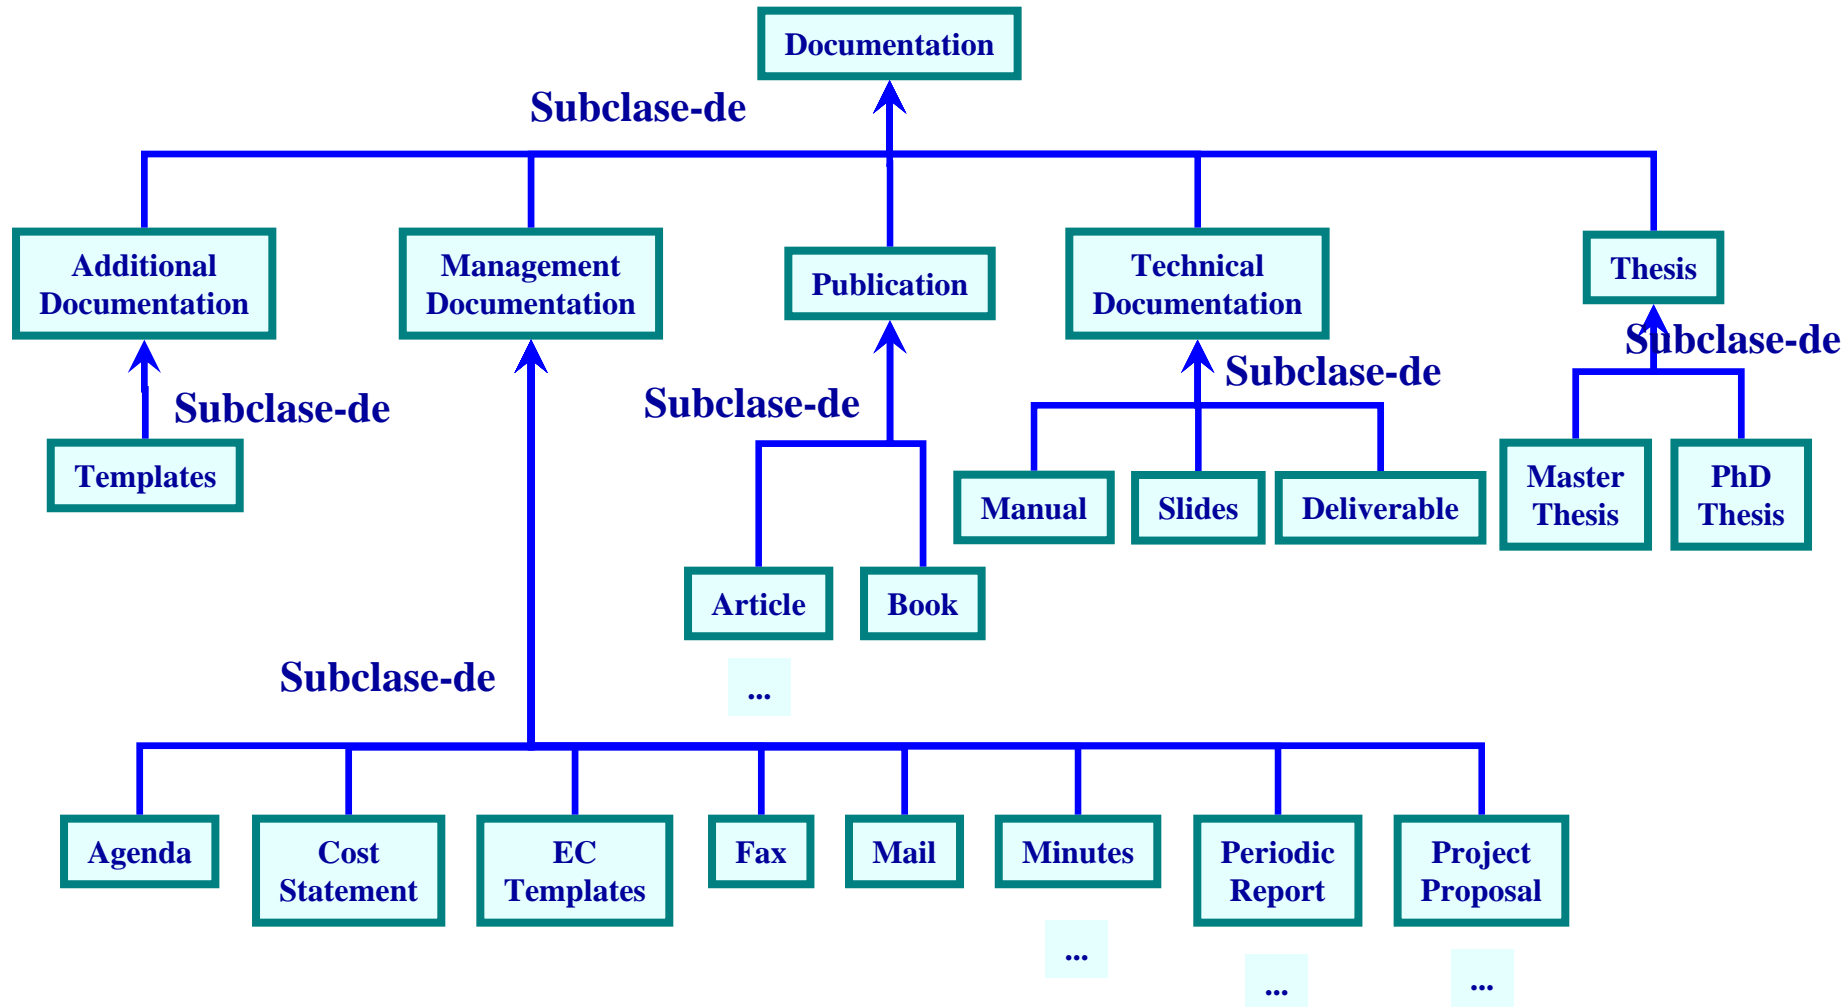 Documentation
Subclase-de
Additional
Documentation
Management
Documentation
Publication
Technical
Documentation
Thesis
Subclase-de
Subclase-de
Subclase-de
Subclase-de
Templates
Manual
Slides
Deliverable
Master
Thesis
PhD
Thesis
Article
Book
...
Subclase-de
Agenda
Cost
Statement
EC
Templates
Fax
Mail
Minutes
Periodic
Report
Project
Proposal
...
...
...